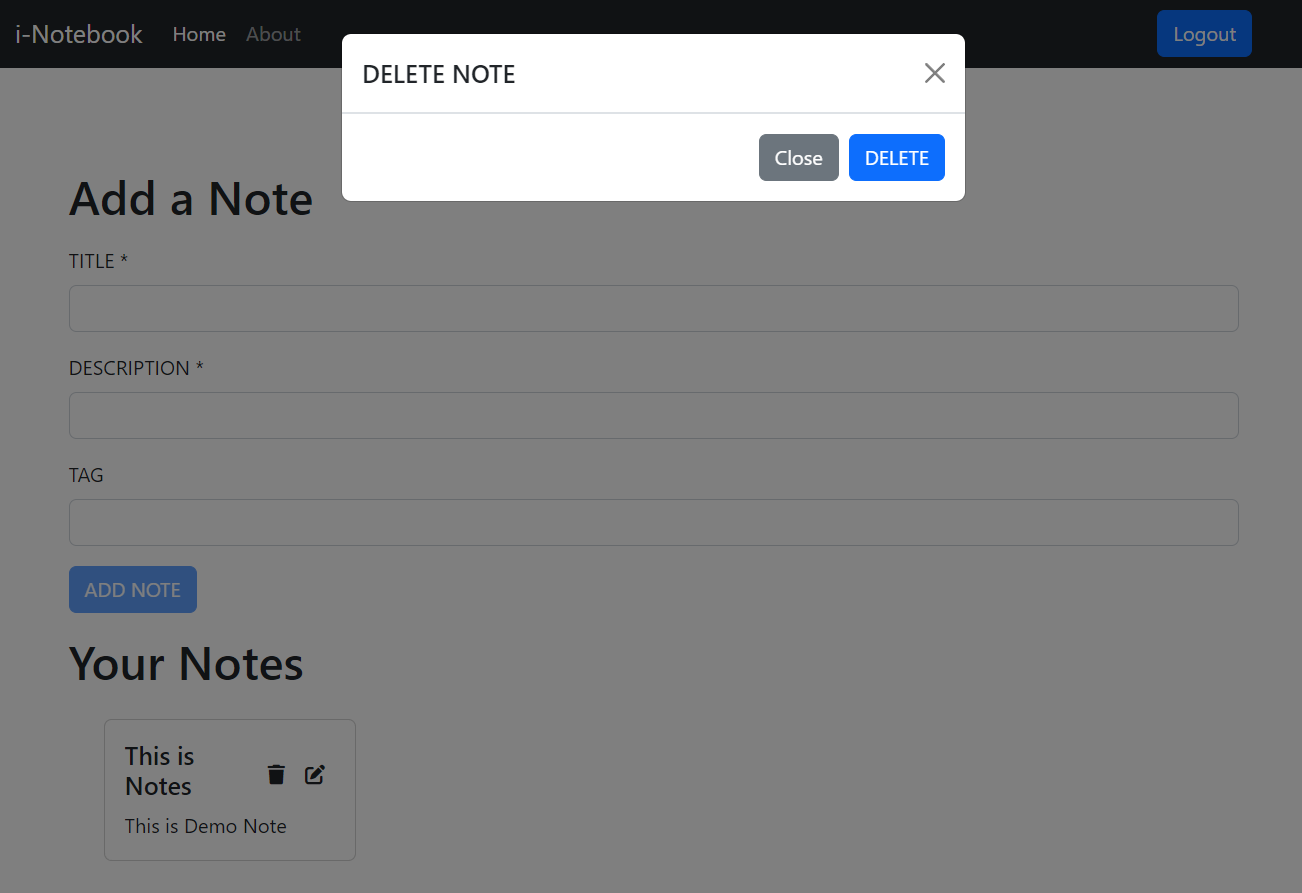 i-Notebook Home About Logout
DELETE NOTE
Close DELETE
Add a Note
TITLE *
DESCRIPTION *
TAG
ADD NOTE
Your Notes
This is
Notes
This is Demo Note